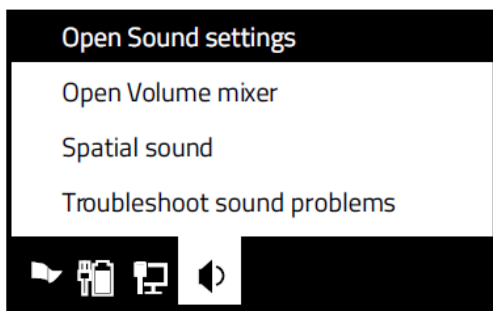 Open Sound settings
Open Volume mixer
Spatial sound
Troubleshoot sound problems